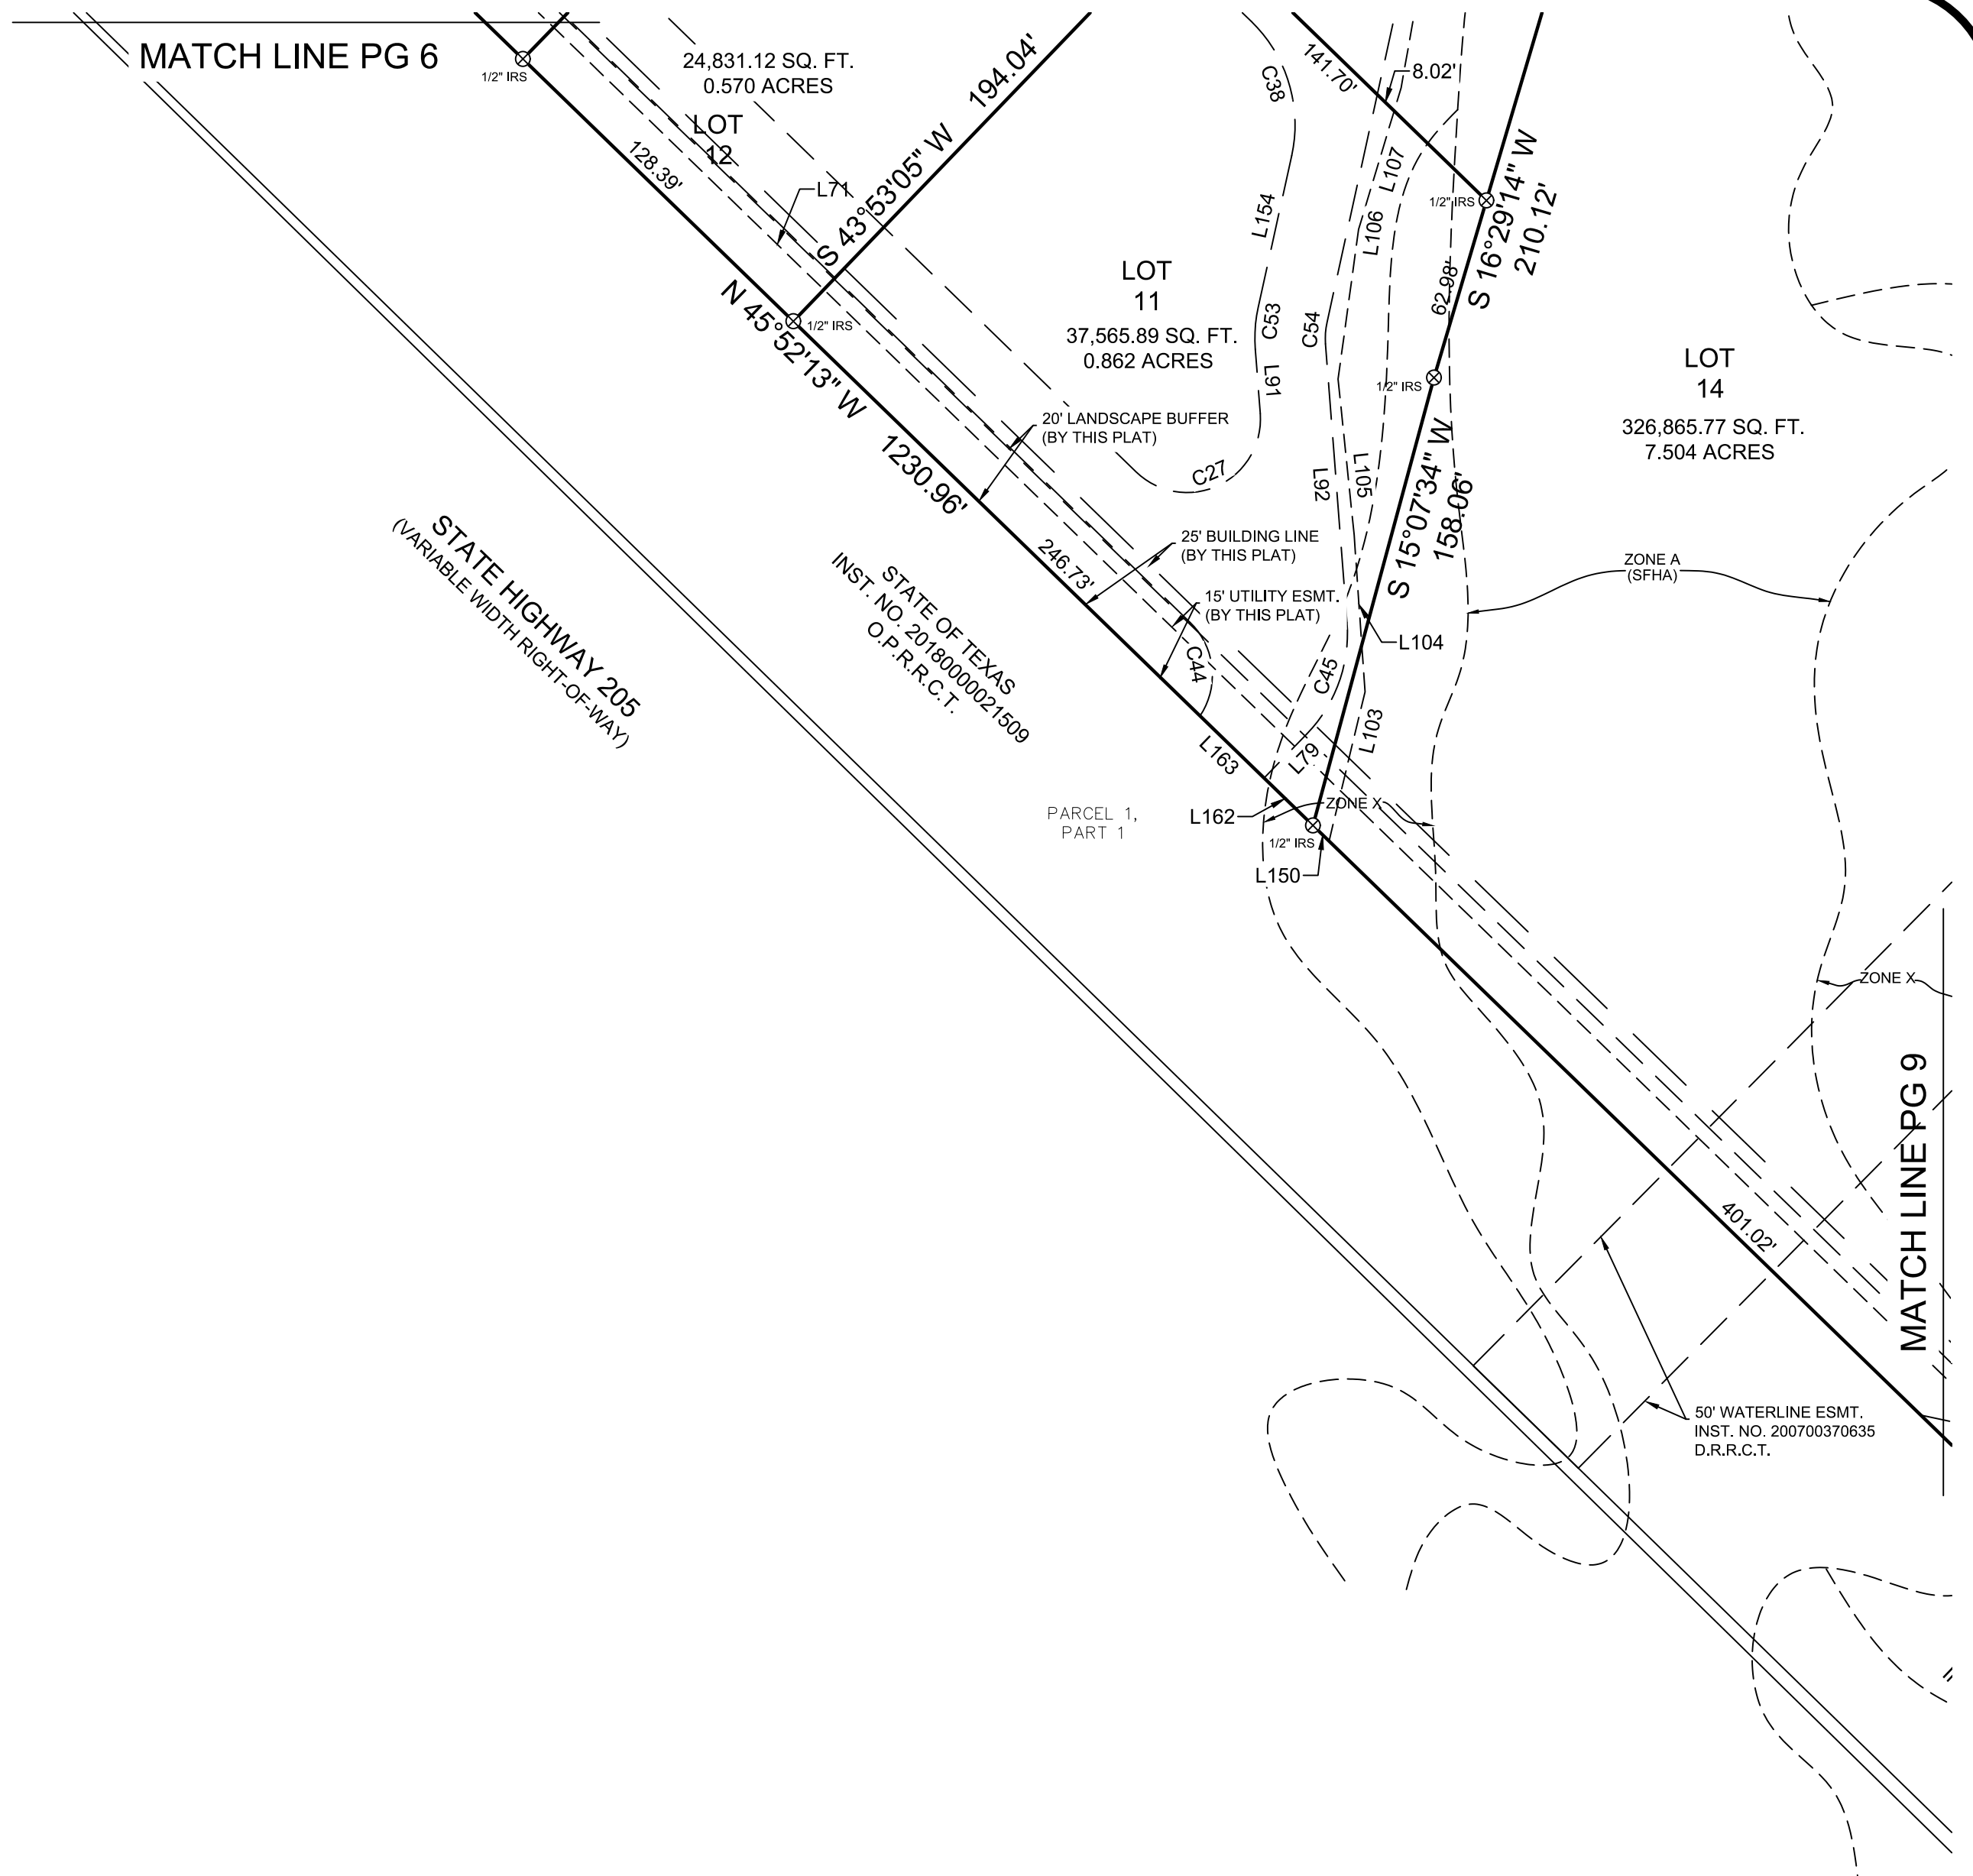 MATCH LINE PG 6
1/2" IRS
24,831.12 SQ. FT.
0.570 ACRES
LOT
12
128.39'
L71
S 43°53'05" W 194.04'
1/2" IRS
N 45°52'13" W 1230.96'
LOT
11
37,565.89 SQ. FT.
0.862 ACRES
C38
L154
C53
L91
C27
C54
L92
141.70'
8.02'
L107
L106
L105
1/2" IRS
S 16°29'14" W
210.12'
62.98'
1/2" IRS
S 15°07'34" W
158.06'
LOT
14
326,865.77 SQ. FT.
7.504 ACRES
20' LANDSCAPE BUFFER
(BY THIS PLAT)
25' BUILDING LINE
(BY THIS PLAT)
15' UTILITY ESMT.
(BY THIS PLAT)
246.73'
ZONE A
(SFHA)
L104
C44
C45
L103
L79
L163
L162
ZONE X
1/2" IRS
L150
STATE HIGHWAY 205
(VARIABLE WIDTH RIGHT-OF-WAY)
STATE OF TEXAS
INST. NO. 20180000021509
O.P.R.R.C.T.
PARCEL 1,
PART 1
ZONE X
MATCH LINE PG 9
401.02'
50' WATERLINE ESMT.
INST. NO. 200700370635
D.R.R.C.T.